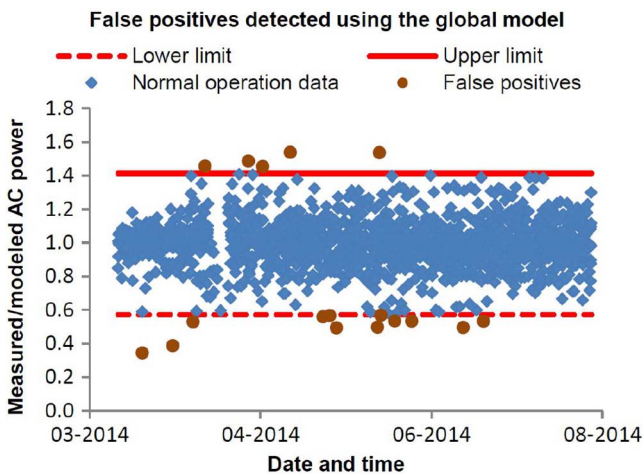 False positives detected using the global model
Lower limit
Upper limit
Normal operation data
False positives
Measured/modeled AC power
1.8
1.6
1.4
1.2
1.0
0.8
0.6
0.4
0.2
0.0
03-2014
04-2014
06-2014
08-2014
Date and time